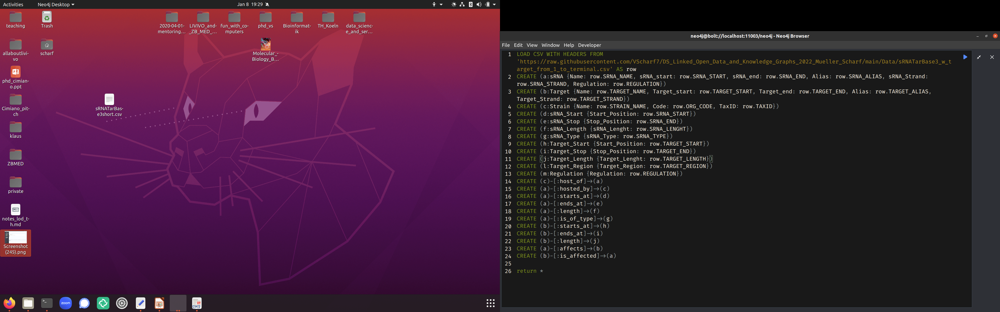 Activities
Neo4j Desktop
Jan 8 19:29
teaching
Trash
2020-04-01-
mentoring...
LIVIVO_and-
_ZB_MED_...
fun_with_co-
mputers
phd_vs
Bioinformat-
ik
TH_Koeln
data_scienc-
e_and_ser...
allaboutlivi-
vo
scharf
Molecular_-
Biology_B...
phd_cimian-
o.ppt
Cimiano_pit-
ch
sRNATarBas-
e3short.csv
klaus
ZBMED
private
notes_lod_t-
h.md
Screenshot
(245).png
zoom
neo4j@bolt://localhost:11003/neo4j - Neo4j Browser
File Edit View Window Help Developer
1 LOAD CSV WITH HEADERS FROM
'https://raw.githubusercontent.com/VScharf7/DS_Linked_Open_Data_and_Knowledge_Graphs_2022_Mueller_Scharf/main/Data/sRNATarBase3_w_t
arget_from_1_to_terminal.csv' AS row
2 CREATE (a:sRNA {Name: row.SRNA_NAME, sRNA_start: row.SRNA_START, sRNA_end: row.SRNA_END, Alias: row.SRNA_ALIAS, sRNA_Strand:
row.SRNA_STRAND, Regulation: row.REGULATION})
3 CREATE (b:Target {Name: row.TARGET_NAME, Target_start: row.TARGET_START, Target_end: row.TARGET_END, Alias: row.TARGET_ALIAS,
Target_Strand: row.TARGET_STRAND})
4 CREATE (c:Strain {Name: row.STRAIN_NAME, Code: row.ORG_CODE, TaxID: row.TAXID})
5 CREATE (d:sRNA_Start {Start_Position: row.SRNA_START})
6 CREATE (e:sRNA_Stop {Stop_Position: row.SRNA_END})
7 CREATE (f:sRNA_Length {sRNA_Lenght: row.SRNA_LENGHT})
8 CREATE (g:sRNA_Type {sRNA_Type: row.SRNA_TYPE})
9 CREATE (h:Target_Start {Start_Position: row.TARGET_START})
10 CREATE (i:Target_Stop {Stop_Position: row.TARGET_END})
11 CREATE (j:Target_Length {Target_Lenght: row.TARGET_LENGTH})
12 CREATE (l:Target_Region {Target_Region: row.TARGET_REGION})
13 CREATE (m:Regulation {Regulation: row.REGULATION})
14 CREATE (c)-[:host_of]→(a)
15 CREATE (a)-[:hosted_by]→(c)
16 CREATE (a)-[:starts_at]→(d)
17 CREATE (a)-[:ends_at]→(e)
18 CREATE (a)-[:length]→(f)
19 CREATE (a)-[:is_of_type]→(g)
20 CREATE (b)-[:starts_at]→(h)
21 CREATE (b)-[:ends_at]→(i)
22 CREATE (b)-[:length]→(j)
23 CREATE (a)-[:affects]→(b)
24 CREATE (b)-[:is_affected]→(a)
25
26 return *